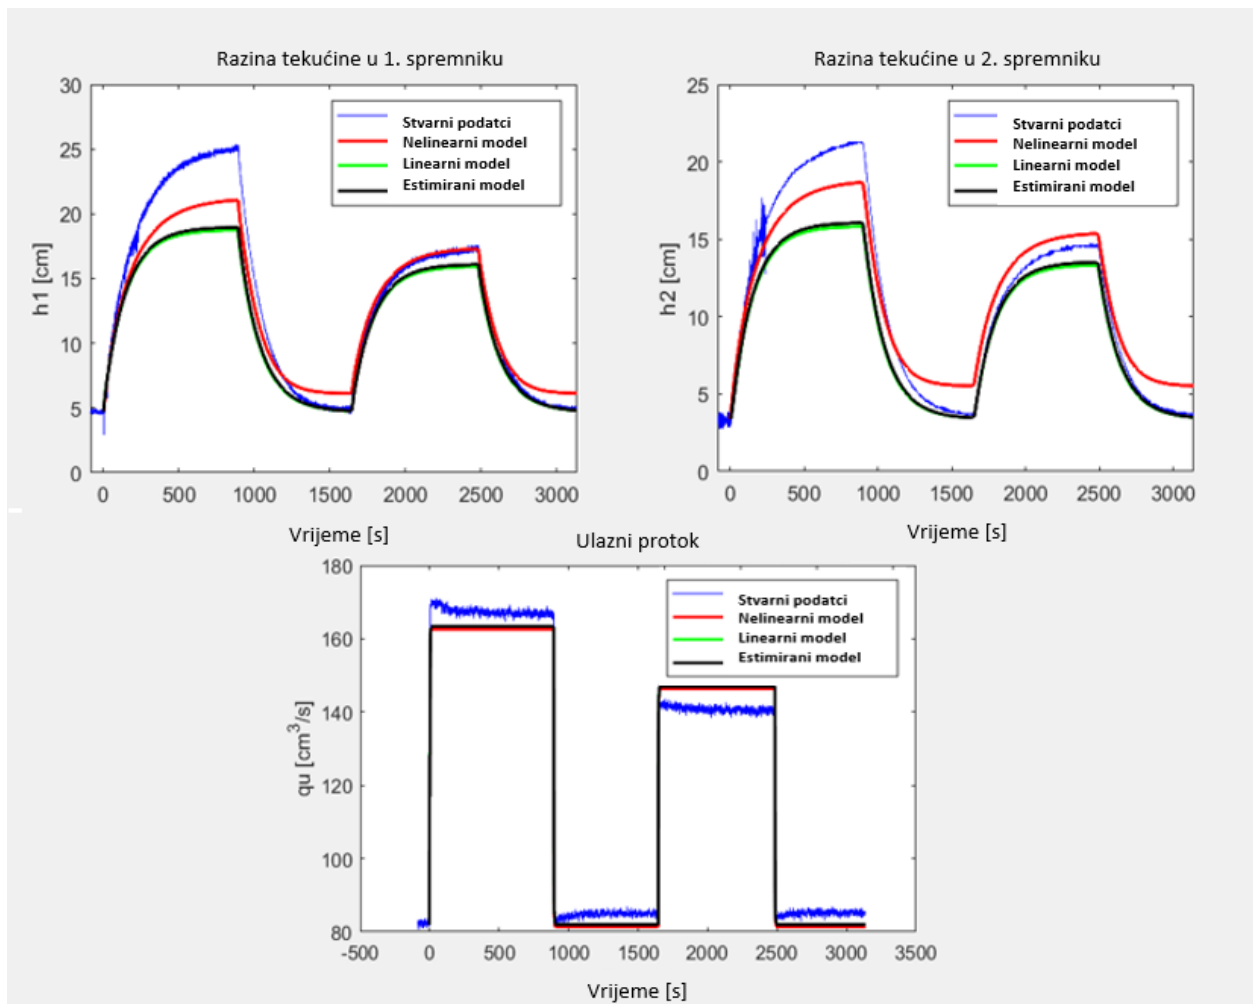 Razina tekućine u 1. spremniku
30
25
20
15
10
5
0
h1 [cm]
Stvarni podatci
Nelinearni model
Linearni model
Estimirani model
0 500 1000 1500 2000 2500 3000
Vrijeme [s]
Razina tekućine u 2. spremniku
25
20
15
10
5
0
h2 [cm]
Stvarni podatci
Nelinearni model
Linearni model
Estimirani model
0 500 1000 1500 2000 2500 3000
Vrijeme [s]
Ulazni protok
180
160
140
120
100
80
qu [cm³/s]
Stvarni podatci
Nelinearni model
Linearni model
Estimirani model
-500 0 500 1000 1500 2000 2500 3000 3500
Vrijeme [s]